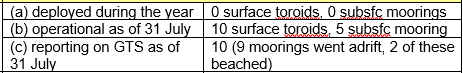 (a) deployed during the year 0 surface toroids, 0 subsfc moorings
(b) operational as of 31 July 10 surface toroids, 5 subsfc mooring
(c) reporting on GTS as of 10 (9 moorings went adrift, 2 of these
31 July beached)